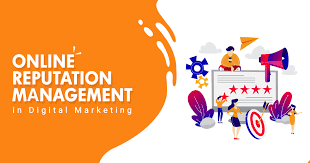 ONLINE
REPUTATION
MANAGEMENT
in Digital Marketing